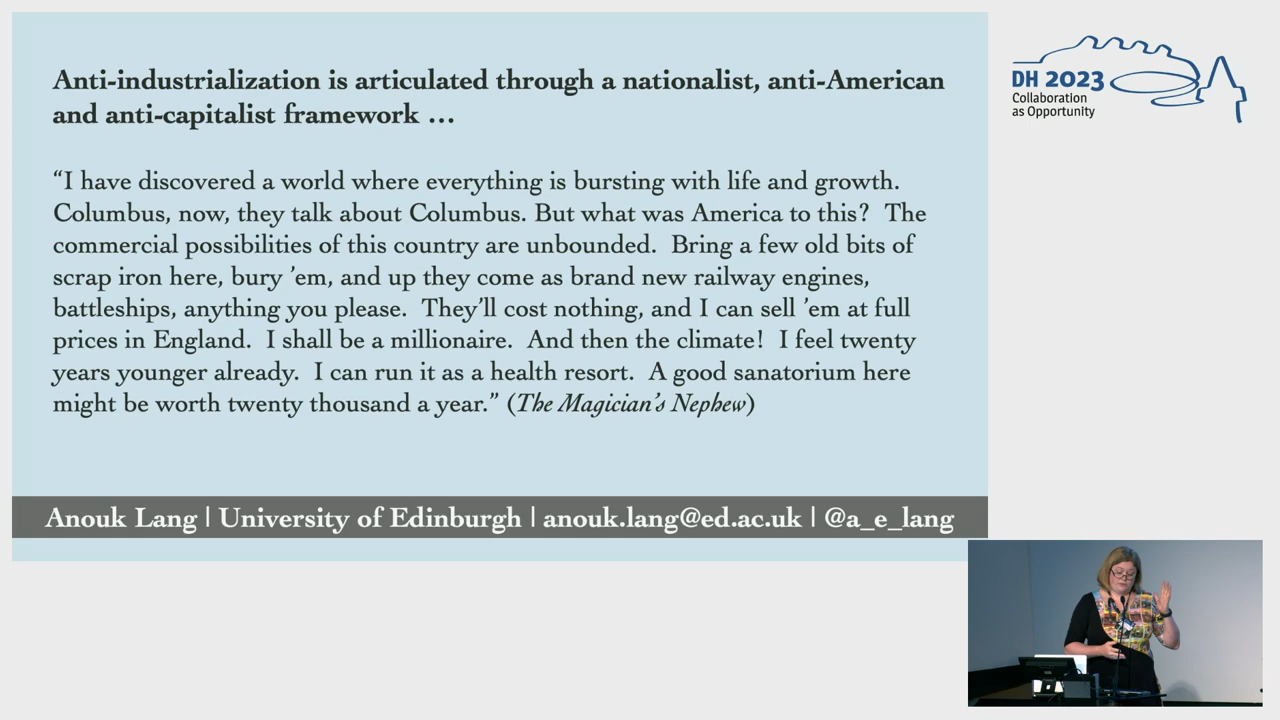 Anti-industrialization is articulated through a nationalist, anti-American
and anti-capitalist framework …
“I have discovered a world where everything is bursting with life and growth.
Columbus, now, they talk about Columbus. But what was America to this?  The
commercial possibilities of this country are unbounded.  Bring a few old bits of
scrap iron here, bury ’em, and up they come as brand new railway engines,
battleships, anything you please.  They’ll cost nothing, and I can sell ’em at full
prices in England.  I shall be a millionaire.  And then the climate!  I feel twenty
years younger already.  I can run it as a health resort.  A good sanatorium here
might be worth twenty thousand a year.” (The Magician’s Nephew)
Anouk Lang | University of Edinburgh | anouk.lang@ed.ac.uk | @a_e_lang
DH 2023
Collaboration
as Opportunity